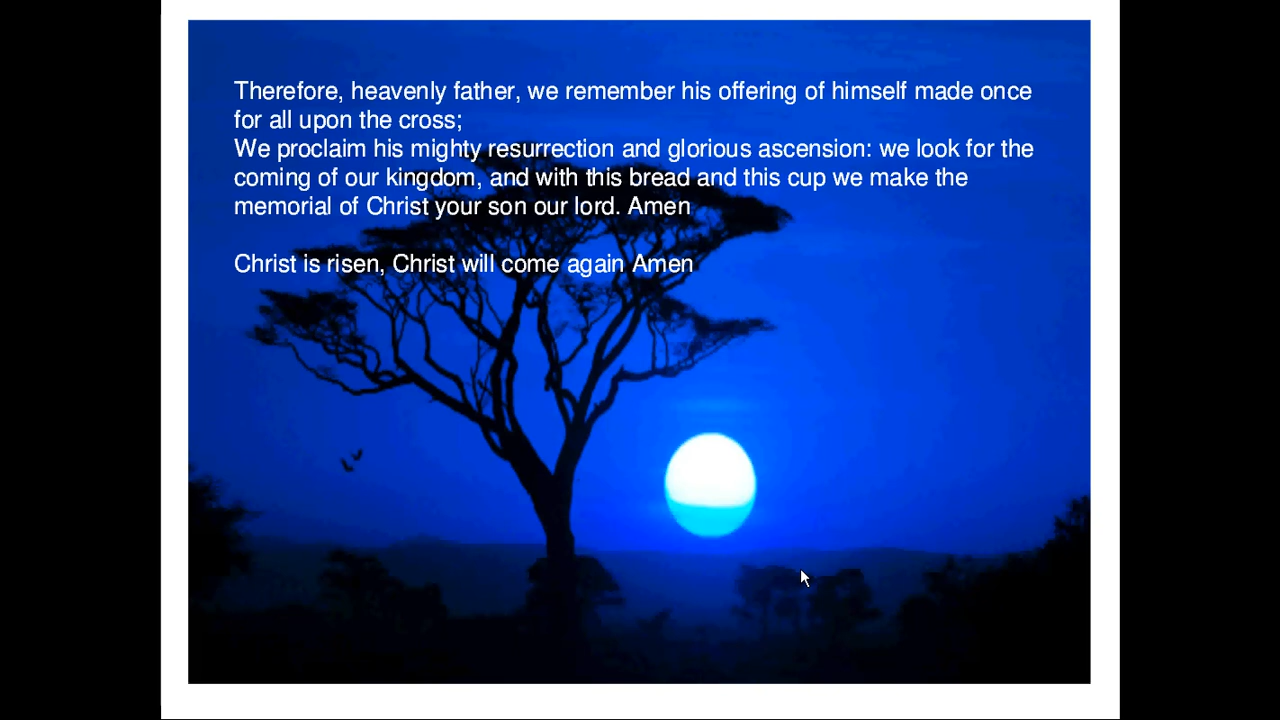 Therefore, heavenly father, we remember his offering of himself made once
for all upon the cross;
We proclaim his mighty resurrection and glorious ascension: we look for the
coming of our kingdom, and with this bread and this cup we make the
memorial of Christ your son our lord. Amen
Christ is risen, Christ will come again Amen